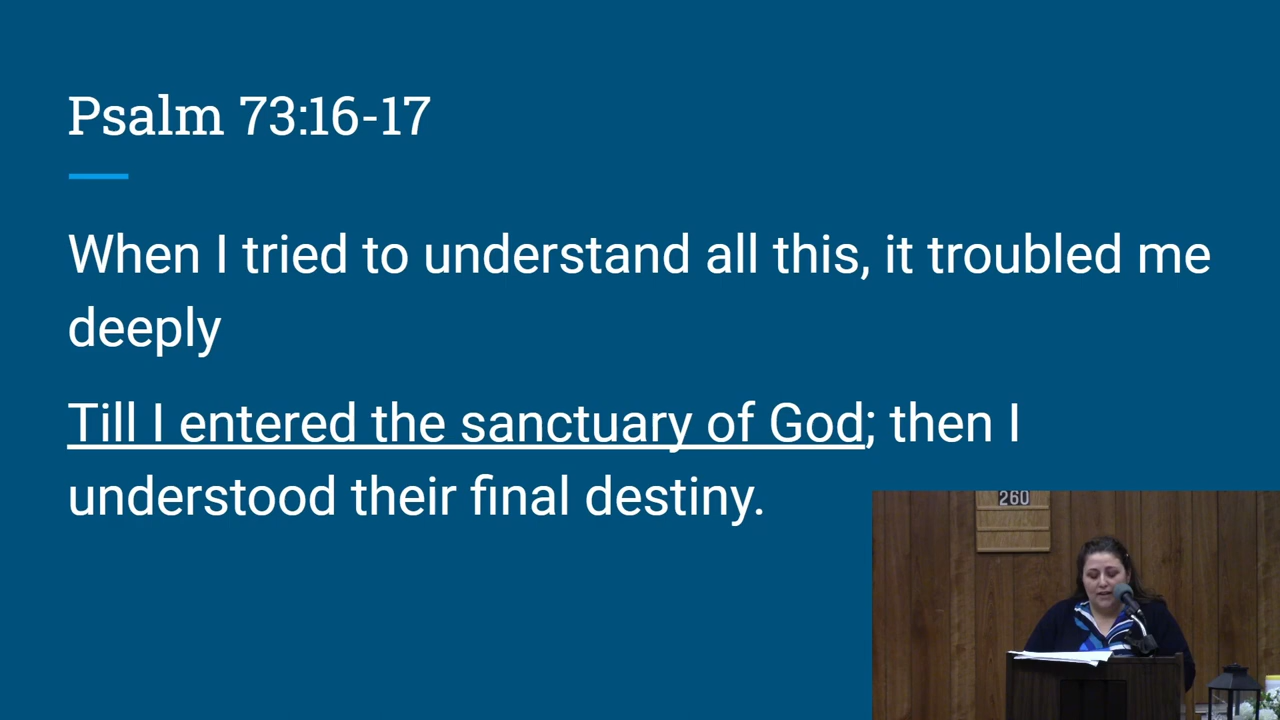 Psalm 73:16-17
When I tried to understand all this, it troubled me
deeply
Till I entered the sanctuary of God; then I
understood their final destiny.
260